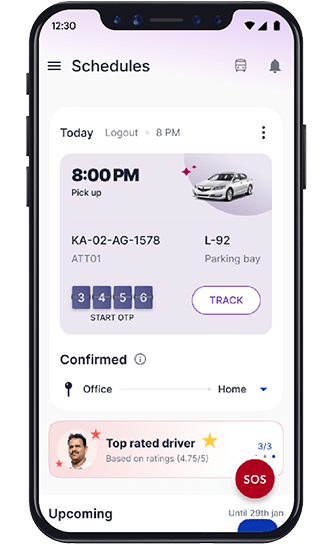 12:30
Schedules
Today Logout 8 PM
8:00 PM
Pick up
KA-02-AG-1578 L-92
ATT01 Parking bay
3 4 5 6 TRACK
START OTP
Confirmed
Office Home
Top rated driver 3/3
Based on ratings (4.75/5)
SOS
Upcoming Until 29th jan